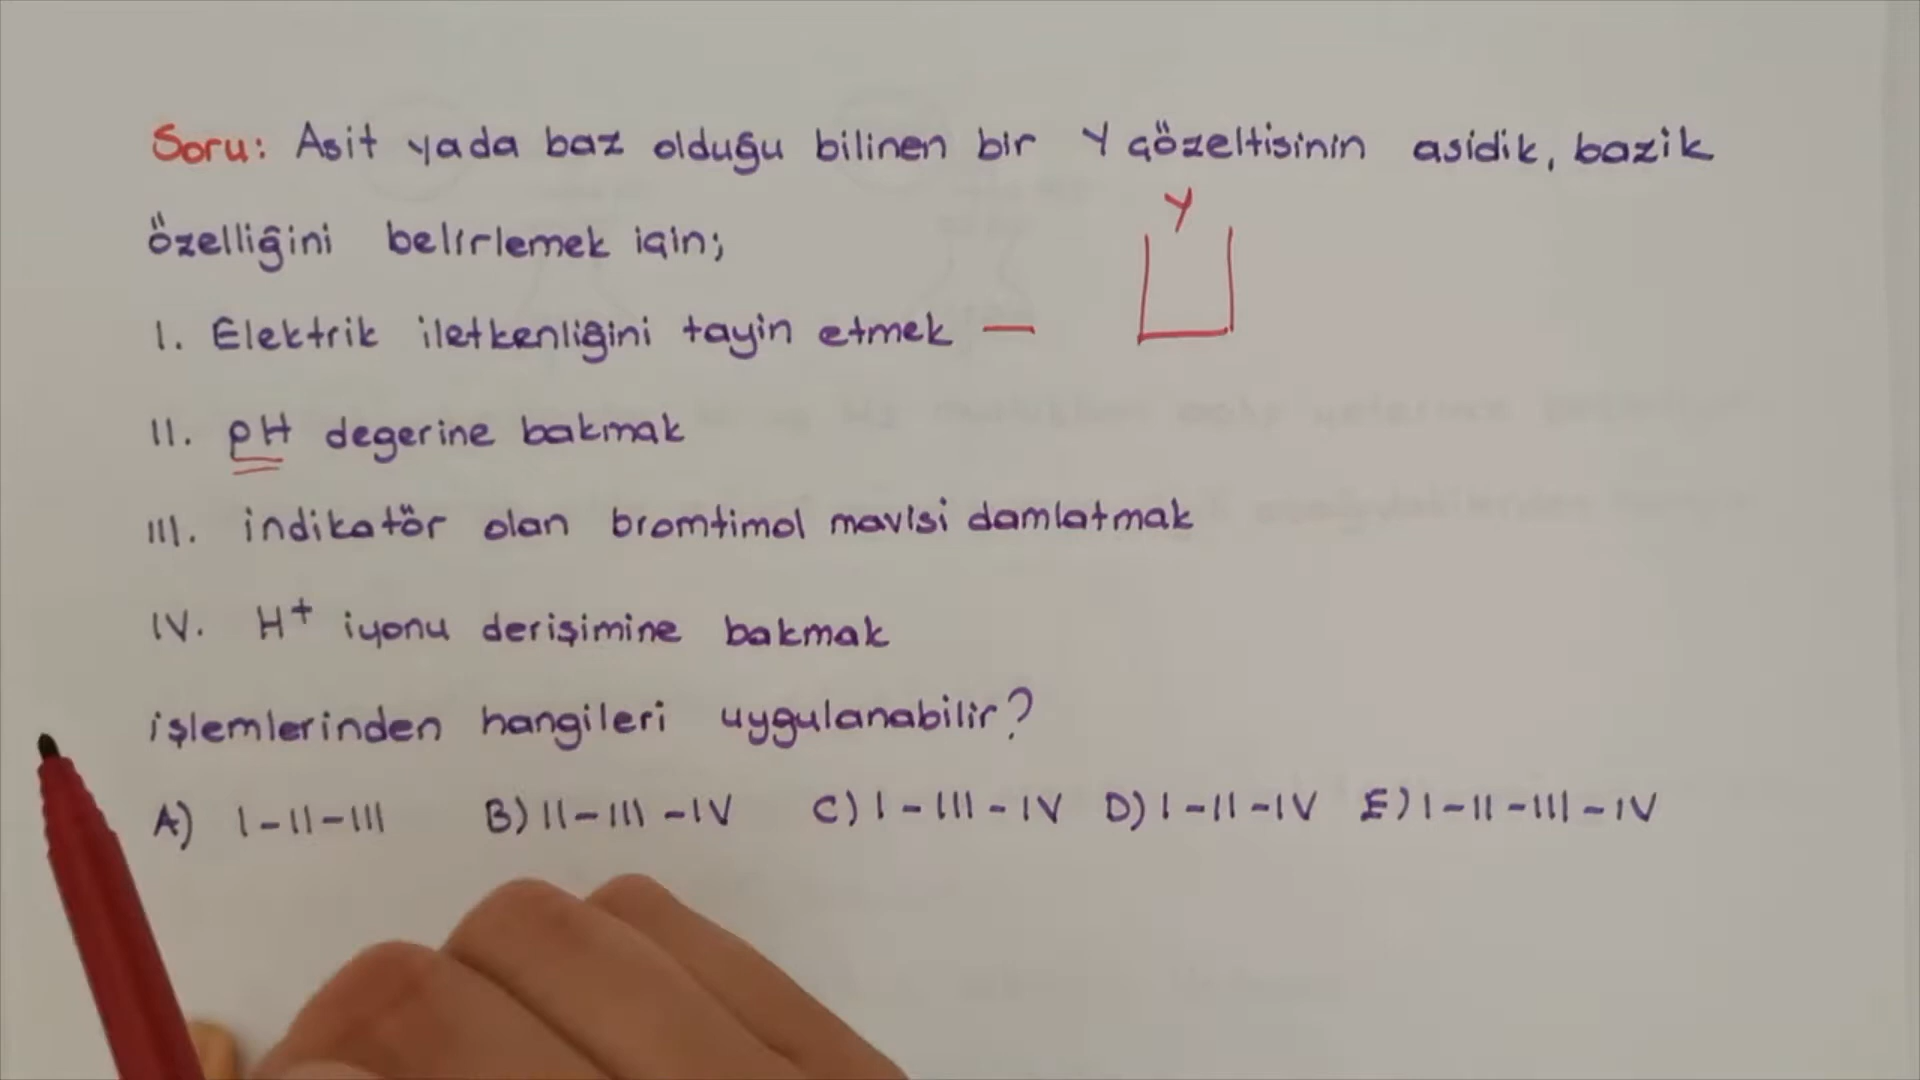 Soru: Asit yada baz olduğu bilinen bir Y çözeltisinin asidik, bazik
Y
özelliğini belirlemek için;
I. Elektrik iletkenliğini tayin etmek —
II. pH degerine bakmak
III. indikatör olan bromtimol mavisi damlatmak
IV. H+ iyonu derişimine bakmak
işlemlerinden hangileri uygulanabilir?
A) I-II-III B) II-III-IV C) I-III-IV D) I-II-IV E) I-II-III-IV